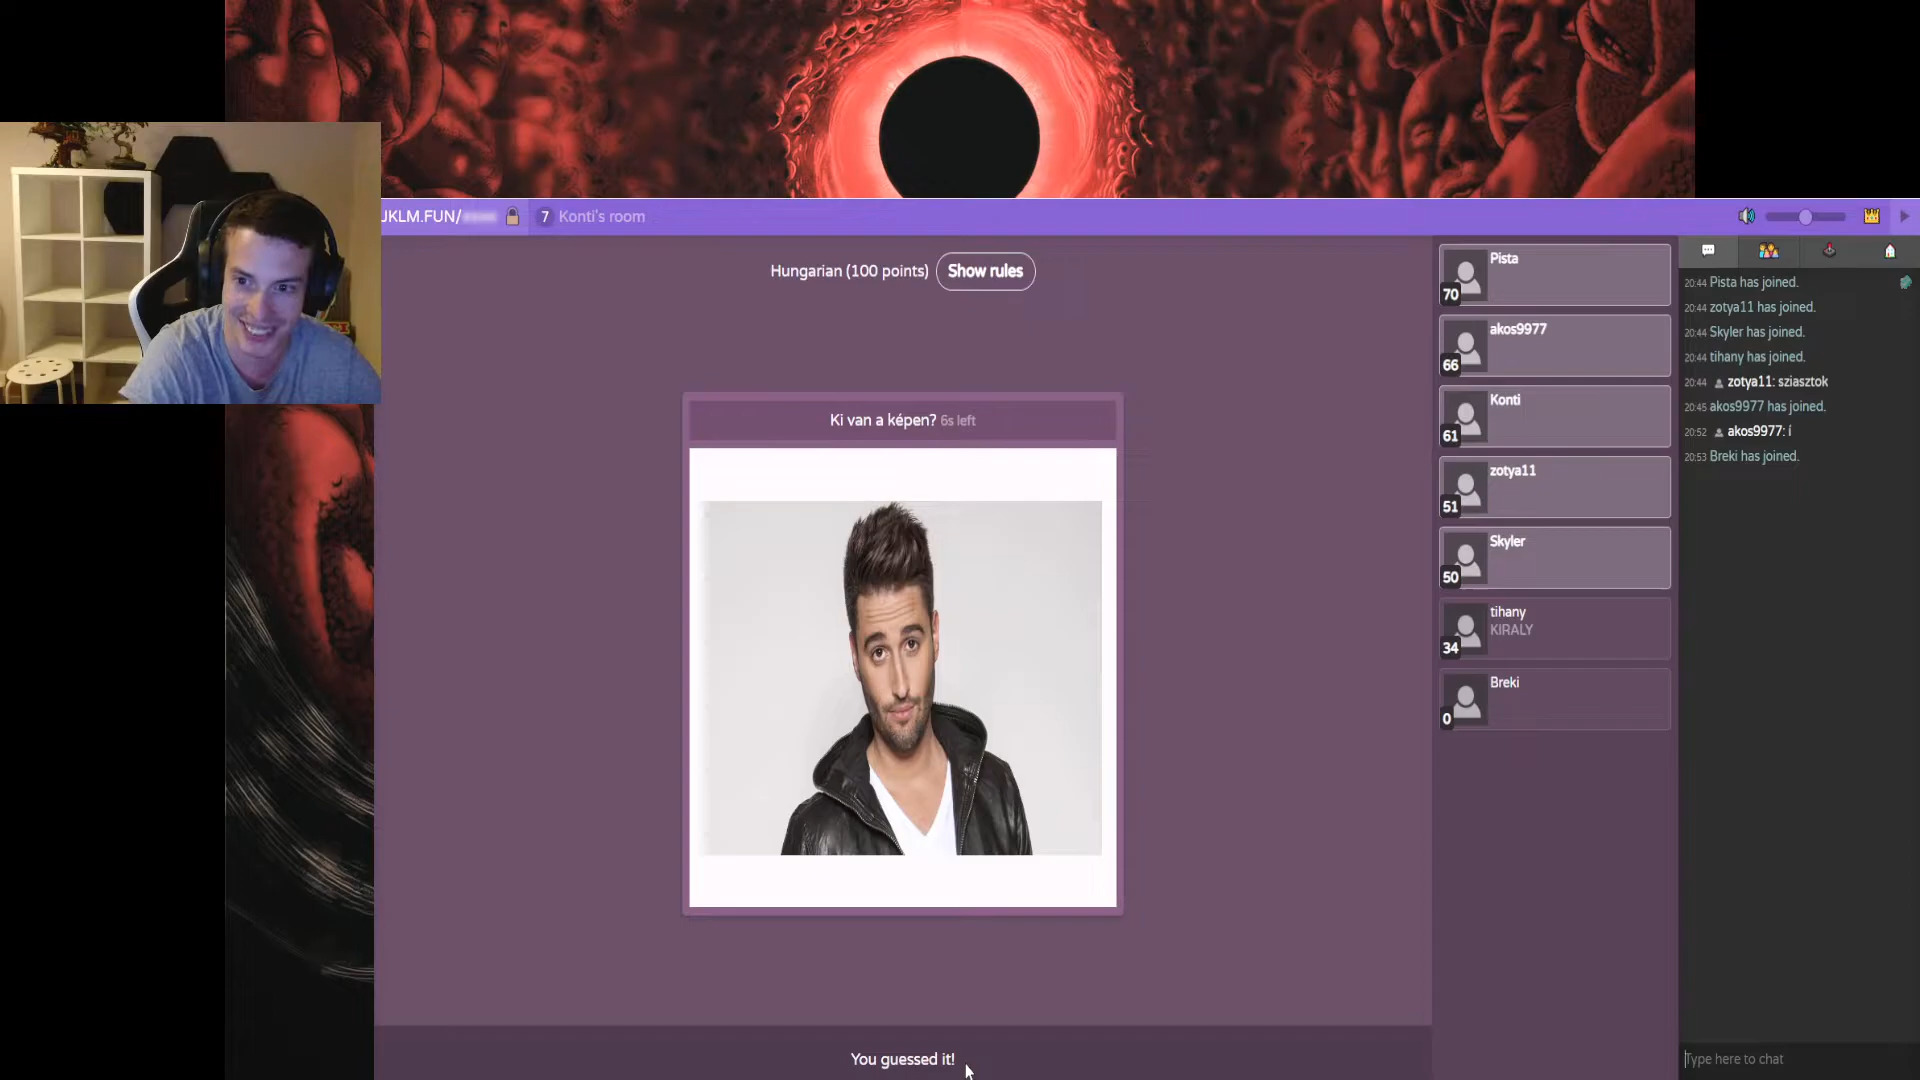 JKLM.FUN/
7 Konti's room
Hungarian (100 points) Show rules
Ki van a képen? 6s left
You guessed it!
Pista
70
akos9977
66
Konti
61
zotya11
51
Skyler
50
tihany
KIRALY
34
Breki
0
20:44 Pista has joined.
20:44 zotya11 has joined.
20:44 Skyler has joined.
20:44 tihany has joined.
20:44 zotya11: sziasztok
20:45 akos9977 has joined.
20:52 akos9977: í
20:53 Breki has joined.
Type here to chat